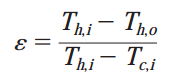 ε = (T_{h,i} − T_{h,o}) / (T_{h,i} − T_{c,i})